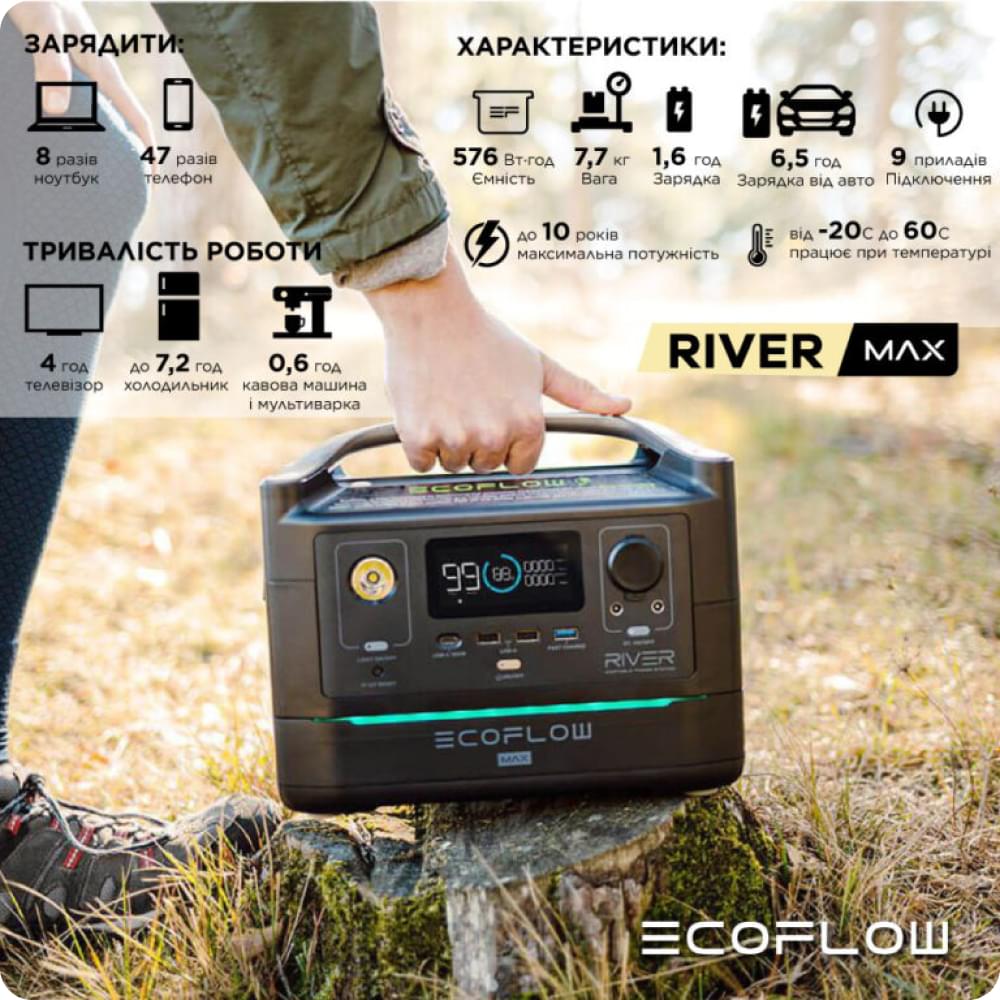 ЗАРЯДИТИ:
8 разів
ноутбук
47 разів
телефон
ТРИВАЛІСТЬ РОБОТИ
4 год
телевізор
до 7,2 год
холодильник
0,6 год
кавова машина
і мультиварка
ХАРАКТЕРИСТИКИ:
EF
576 Вт·год
Ємність
7,7 кг
Вага
1,6 год
Зарядка
6,5 год
Зарядка від авто
9 приладів
Підключення
до 10 років
максимальна потужність
від -20С до 60С
працює при температурі
RIVER MAX
ECOFLOW
99
RIVER
ECOFLOW
MAX
ECOFLOW